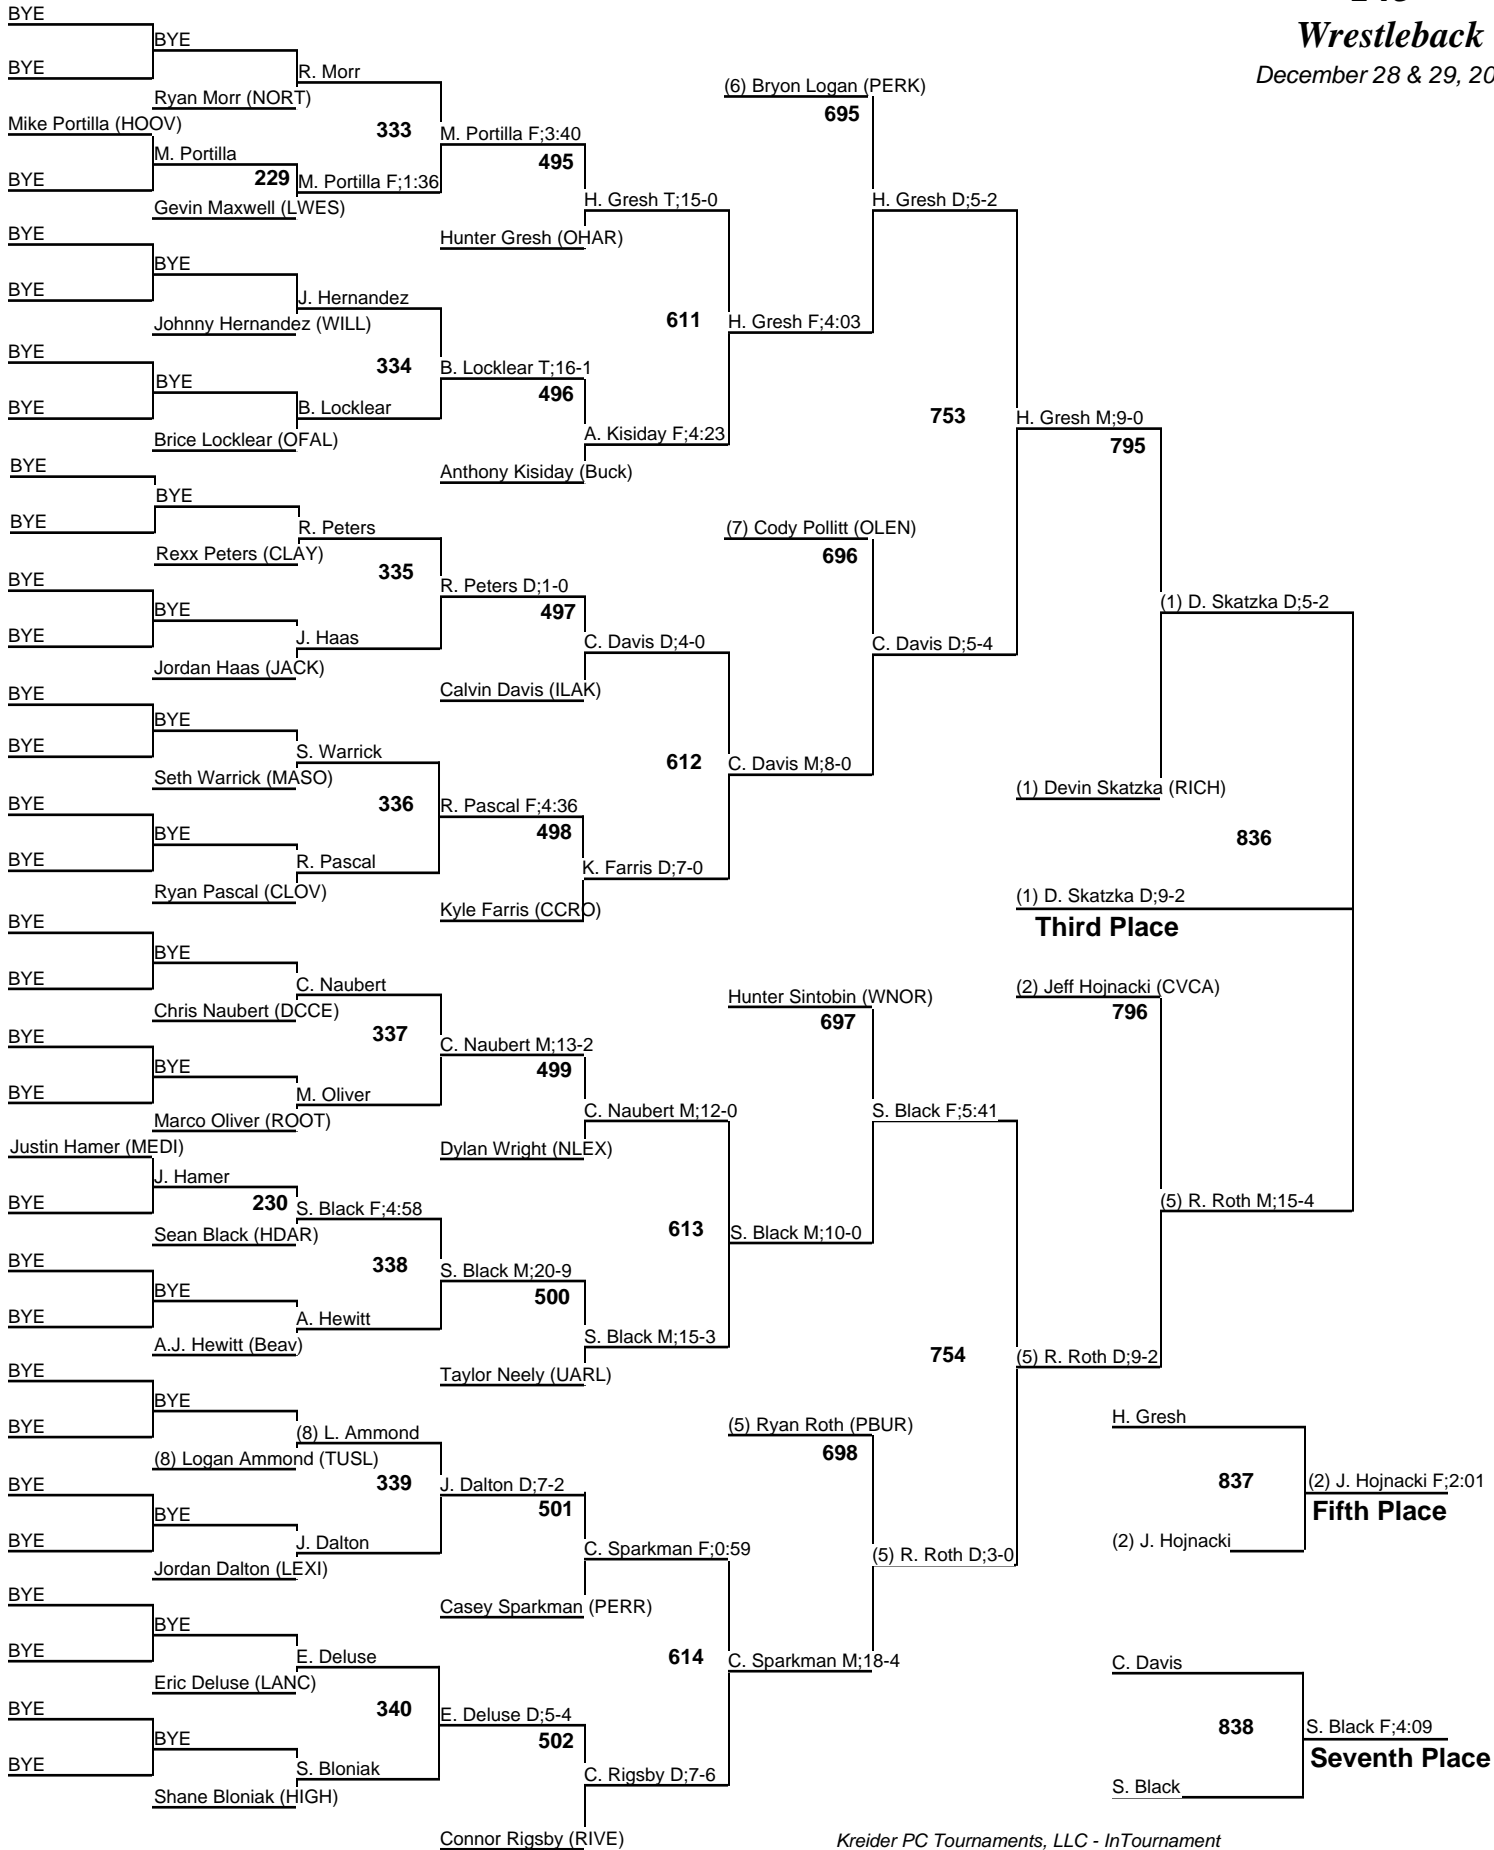 Wrestleback
December 28 & 29, 20
BYE
BYE
BYE
R. Morr
Ryan Morr (NORT)
333
Mike Portilla (HOOV)
M. Portilla F;3:40
M. Portilla
495
BYE
229
M. Portilla F;1:36
Gevin Maxwell (LWES)
H. Gresh T;15-0
Hunter Gresh (OHAR)
BYE
BYE
BYE
J. Hernandez
Johnny Hernandez (WILL)
611
H. Gresh F;4:03
334
BYE
B. Locklear T;16-1
BYE
496
BYE
B. Locklear
Brice Locklear (OFAL)
A. Kisiday F;4:23
Anthony Kisiday (Buck)
(6) Bryon Logan (PERK)
695
H. Gresh D;5-2
753
H. Gresh M;9-0
795
BYE
BYE
BYE
R. Peters
Rexx Peters (CLAY)
335
BYE
R. Peters D;1-0
497
BYE
BYE
J. Haas
Jordan Haas (JACK)
C. Davis D;4-0
Calvin Davis (ILAK)
(7) Cody Pollitt (OLEN)
696
C. Davis D;5-4
(1) D. Skatzka D;5-2
BYE
BYE
BYE
S. Warrick
Seth Warrick (MASO)
612
C. Davis M;8-0
336
BYE
R. Pascal F;4:36
498
BYE
BYE
R. Pascal
Ryan Pascal (CLOV)
K. Farris D;7-0
Kyle Farris (CCRO)
(1) Devin Skatzka (RICH)
836
(1) D. Skatzka D;9-2
Third Place
BYE
BYE
BYE
C. Naubert
Chris Naubert (DCCE)
337
BYE
C. Naubert M;13-2
499
BYE
BYE
M. Oliver
Marco Oliver (ROOT)
C. Naubert M;12-0
Dylan Wright (NLEX)
Hunter Sintobin (WNOR)
697
S. Black F;5:41
(2) Jeff Hojnacki (CVCA)
796
Justin Hamer (MEDI)
J. Hamer
BYE
230
S. Black F;4:58
Sean Black (HDAR)
613
S. Black M;10-0
(5) R. Roth M;15-4
338
BYE
S. Black M;20-9
500
BYE
BYE
A. Hewitt
A.J. Hewitt (Beav)
S. Black M;15-3
Taylor Neely (UARL)
754
(5) R. Roth D;9-2
BYE
BYE
BYE
(8) L. Ammond
(8) Logan Ammond (TUSL)
339
BYE
J. Dalton D;7-2
501
BYE
BYE
J. Dalton
Jordan Dalton (LEXI)
C. Sparkman F;0:59
Casey Sparkman (PERR)
(5) Ryan Roth (PBUR)
698
(5) R. Roth D;3-0
H. Gresh
837
(2) J. Hojnacki F;2:01
Fifth Place
(2) J. Hojnacki
BYE
BYE
BYE
E. Deluse
Eric Deluse (LANC)
614
C. Sparkman M;18-4
340
BYE
E. Deluse D;5-4
502
BYE
BYE
S. Bloniak
Shane Bloniak (HIGH)
C. Rigsby D;7-6
Connor Rigsby (RIVE)
C. Davis
838
S. Black F;4:09
Seventh Place
S. Black
Kreider PC Tournaments, LLC - InTournament